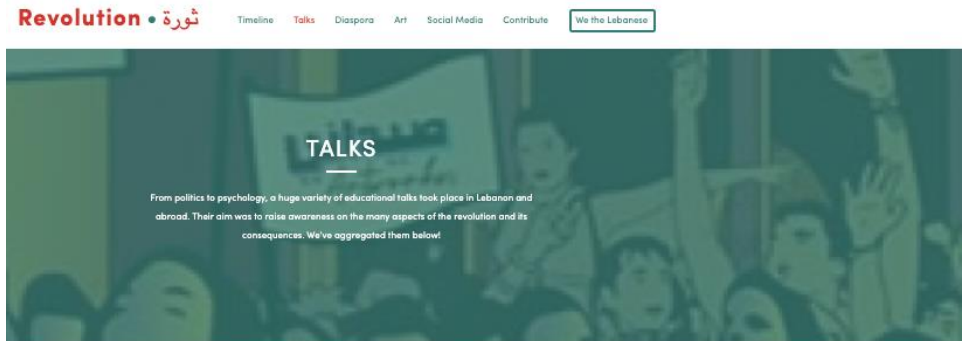 Revolution • ثورة
Timeline Talks Diaspora Art Social Media Contribute We the Lebanese
TALKS
From politics to psychology, a huge variety of educational talks took place in Lebanon and
abroad. Their aim was to raise awareness on the many aspects of the revolution and its
consequences. We've aggregated them below!